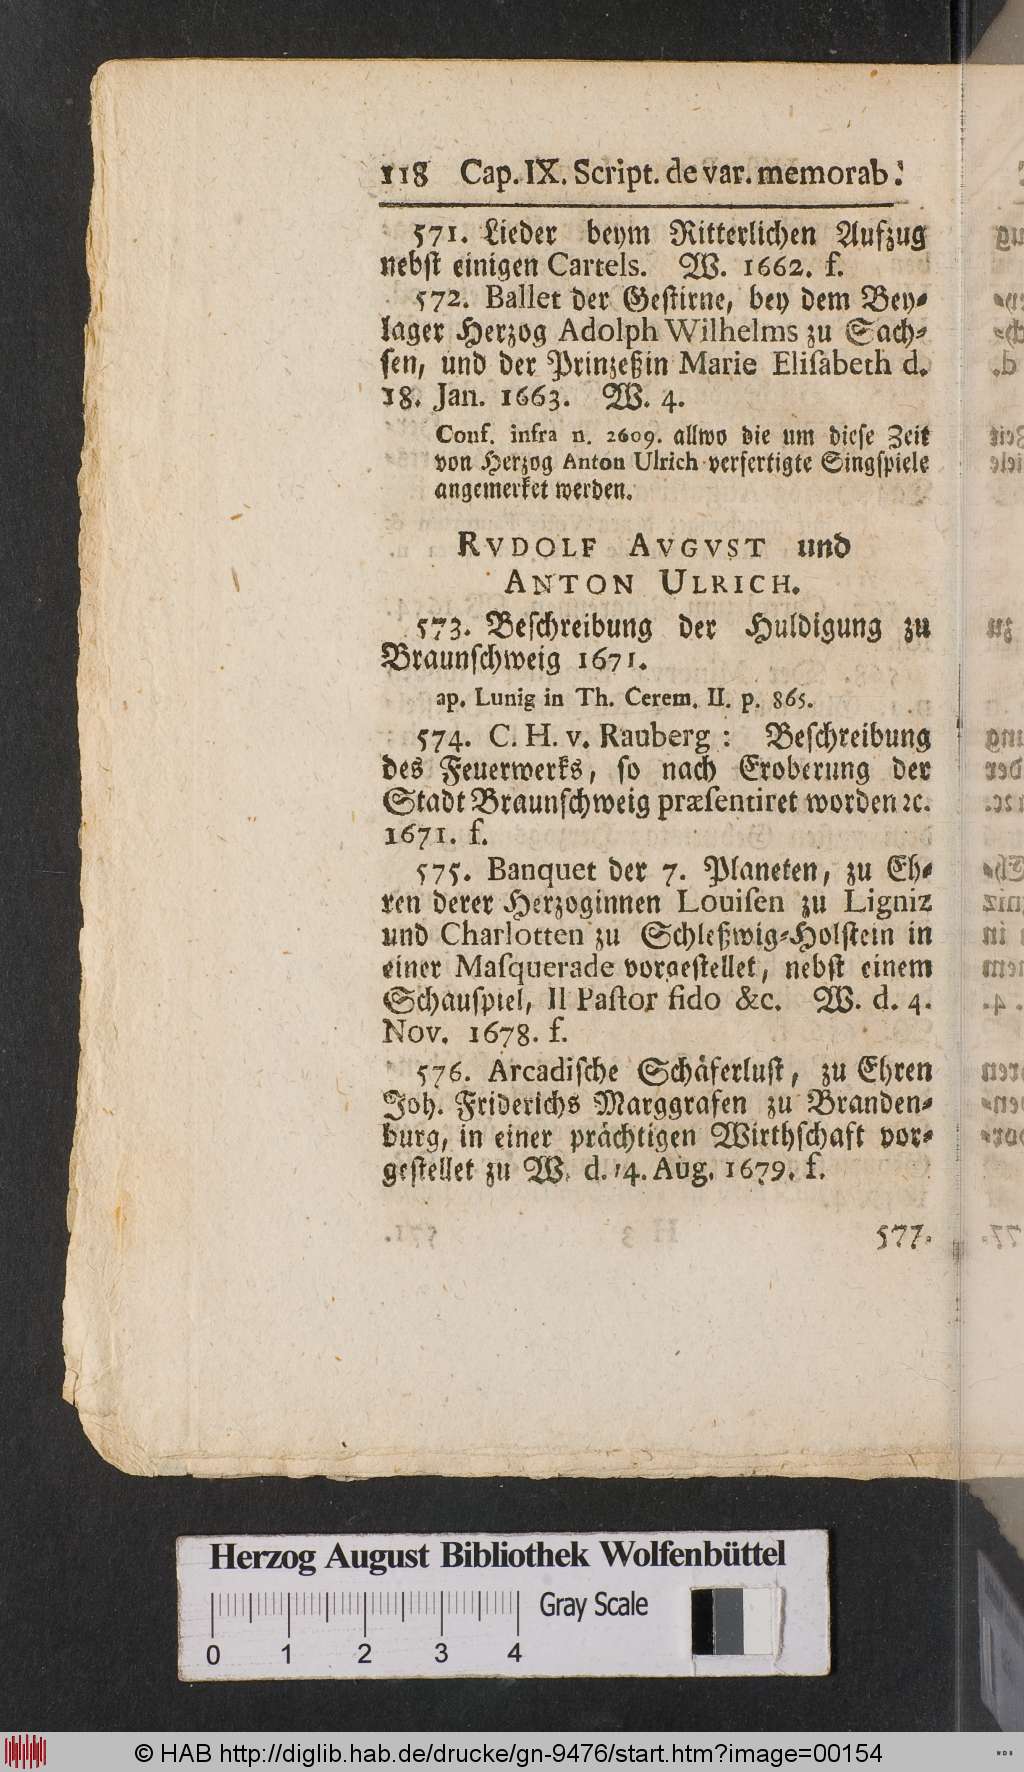 118 Cap. IX. Script. de var. memorab.
571. Lieder beym Ritterlichen Aufzug
nebst einigen Cartels. W. 1662. f.
572. Ballet der Gestirne, bey dem Bey-
lager Herzog Adolph Wilhelms zu Sach-
sen, und der Prinzeßin Marie Eliſabeth d.
18. Jan. 1663. W. 4.
Conf. infra n. 2609. allwo die um diese Zeit
von Herzog Anton Ulrich verfertigte Singspiele
angemerket werden.
RVDOLF AVGVST und
ANTON ULRICH.
573. Beschreibung der Huldigung zu
Braunschweig 1671.
ap. Lunig in Th. Cerem. II. p. 865.
574. C. H. v. Rauberg: Beschreibung
des Feuerwerks, so nach Eroberung der
Stadt Braunschweig præſentiret worden ꝛc.
1671. f.
575. Banquet der 7. Planeten, zu Eh-
ren derer Herzoginnen Louiſen zu Ligniz
und Charlotten zu Schleßwig-Holstein in
einer Maſquerade vorgestellet, nebst einem
Schauspiel, Il Paſtor fido &c. W. d. 4.
Nov. 1678. f.
576. Arcadiſche Schäferlust, zu Ehren
Joh. Friderichs Marggrafen zu Branden-
burg, in einer prächtigen Wirthschaft vor-
gestellet zu W. d. 14. Aug. 1679. f.
577.
Herzog August Bibliothek Wolfenbüttel
Gray Scale
0 1 2 3 4
© HAB http://diglib.hab.de/drucke/gn-9476/start.htm?image=00154